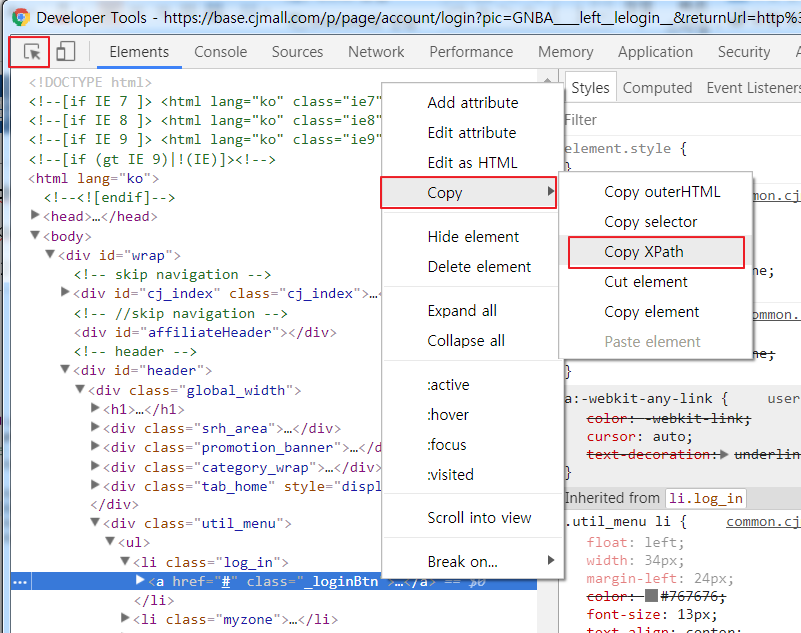 Developer Tools - https://base.cjmall.com/p/page/account/login?pic=GNBA____left__lelogin__&returnUrl=http%3
Elements Console Sources Network Performance Memory Application Security
<!DOCTYPE html>
<!--[if IE 7 ]> <html lang="ko" class="ie7"
<!--[if IE 8 ]> <html lang="ko" class="ie8"
<!--[if IE 9 ]> <html lang="ko" class="ie9"
<!--[if (gt IE 9)|!(IE)]><!-->
<html lang="ko">
<!--<![endif]-->
▶<head>…</head>
▼<body>
▼<div id="wrap">
<!-- skip navigation -->
▶<div id="cj_index" class="cj_index">…
<!-- //skip navigation -->
<div id="affiliateHeader"></div>
<!-- header -->
▼<div id="header">
▼<div class="global_width">
▶<h1>…</h1>
▶<div class="srh_area">…</div>
▶<div class="promotion_banner">…</d
▶<div class="category_wrap">…</div>
▶<div class="tab_home" style="displ
</div>
▼<div class="util_menu">
▼<ul>
▼<li class="log_in">
… ▶<a href="#" class="_loginBtn">…</a> == $0
</li>
▶<li class="myzone">…</li>
Add attribute
Edit attribute
Edit as HTML
Copy ▶
Hide element
Delete element
Expand all
Collapse all
:active
:hover
:focus
:visited
Scroll into view
Break on... ▶
Copy outerHTML
Copy selector
Copy XPath
Cut element
Copy element
Paste element
Styles Computed Event Listeners
Filter
element.style {
}
mon.cj
ne;
ommon.
ne;
}
a:-webkit-any-link { user
color: -webkit-link;
cursor: auto;
text-decoration:▶ underlin
}
Inherited from li.log_in
.util_menu li { common.cj
float: left;
width: 34px;
margin-left: 24px;
color: #767676;
font-size: 13px;
text-align: center;